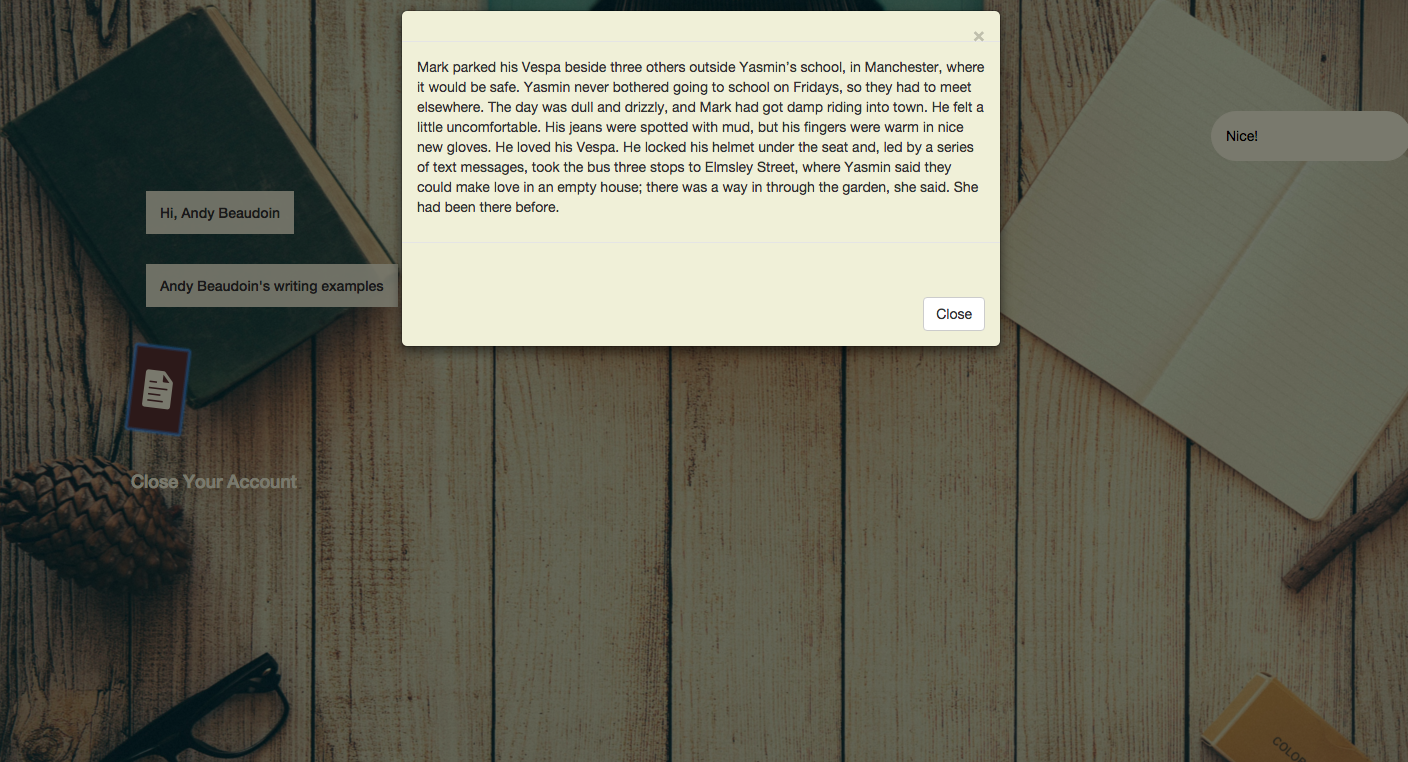 ×
Mark parked his Vespa beside three others outside Yasmin's school, in Manchester, where
it would be safe. Yasmin never bothered going to school on Fridays, so they had to meet
elsewhere. The day was dull and drizzly, and Mark had got damp riding into town. He felt a
little uncomfortable. His jeans were spotted with mud, but his fingers were warm in nice
new gloves. He loved his Vespa. He locked his helmet under the seat and, led by a series
of text messages, took the bus three stops to Elmsley Street, where Yasmin said they
could make love in an empty house; there was a way in through the garden, she said. She
had been there before.
Close
Nice!
Hi, Andy Beaudoin
Andy Beaudoin's writing examples
Close Your Account
COLOR